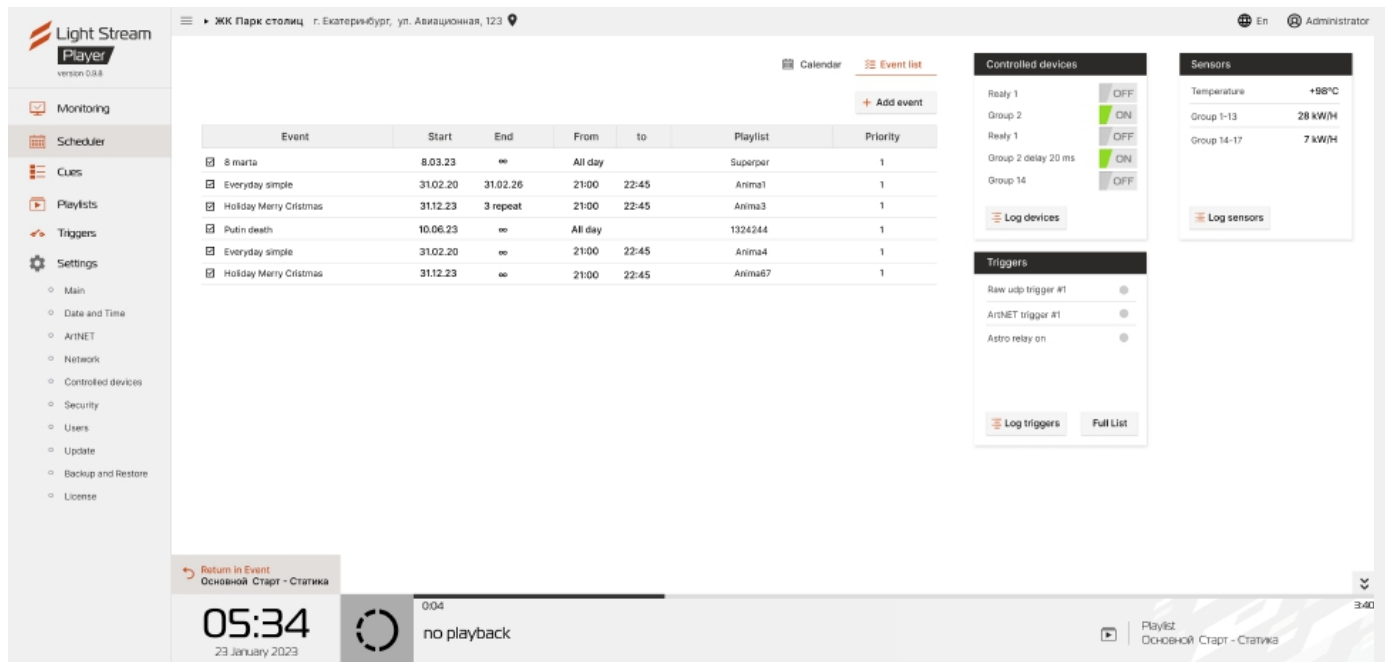 Light Stream
Player
version 0.9.8
ЖК Парк столиц г. Екатеринбург, ул. Авиационная, 123
En
Administrator
Monitoring
Scheduler
Cues
Playlists
Triggers
Settings
Main
Date and Time
ArtNET
Network
Controlled devices
Security
Users
Update
Backup and Restore
License
Calendar
Event list
+ Add event
Event Start End From to Playlist Priority
8 marta 8.03.23 ∞ All day Superper 1
Everyday simple 31.02.20 31.02.26 21:00 22:45 Anima1 1
Holiday Merry Cristmas 31.12.23 3 repeat 21:00 22:45 Anima3 1
Putin death 10.06.23 ∞ All day 1324244 1
Everyday simple 31.02.20 ∞ 21:00 22:45 Anima4 1
Holiday Merry Cristmas 31.12.23 ∞ 21:00 22:45 Anima67 1
Controlled devices
Realy 1 OFF
Group 2 ON
Realy 1 OFF
Group 2 delay 20 ms ON
Group 14 OFF
Log devices
Sensors
Temperature +98°C
Group 1-13 28 kW/H
Group 14-17 7 kW/H
Log sensors
Triggers
Raw udp trigger #1
ArtNET trigger #1
Astro relay on
Log triggers
Full List
Return in Event
Основной Старт - Статика
05:34
23 January 2023
0:04
no playback
3:40
Playlist
Основной Старт - Статика